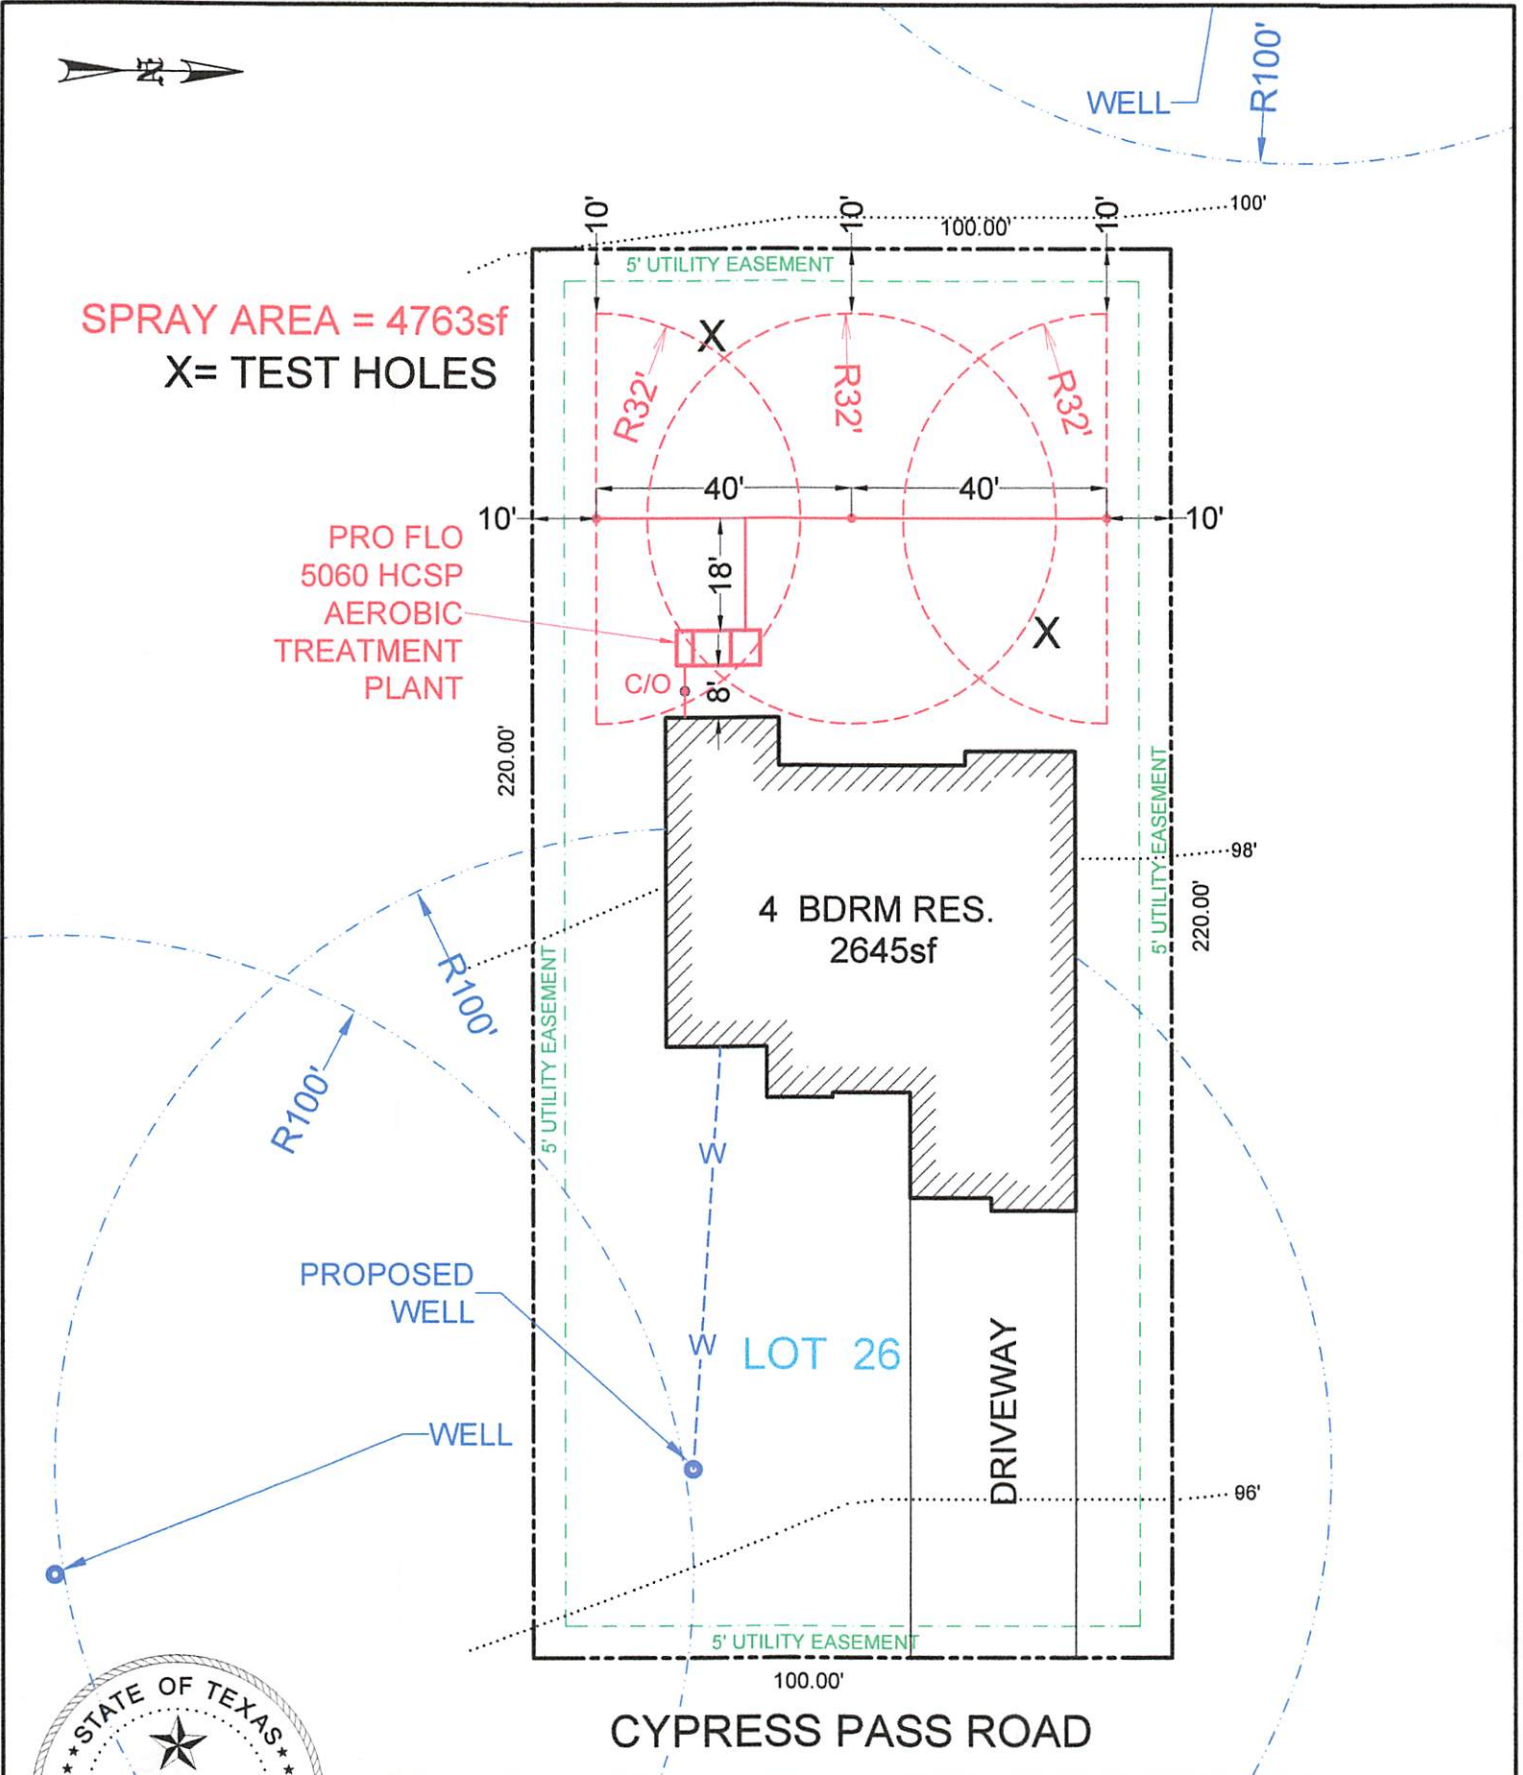 N
WELL
R100'
10'
10'
10'
100'
100.00'
5' UTILITY EASEMENT
SPRAY AREA = 4763sf
X= TEST HOLES
X
R32'
R32'
R32'
40'
40'
10'
10'
PRO FLO
5060 HCSP
AEROBIC
TREATMENT
PLANT
18'
X
C/O
8'
220.00'
5' UTILITY EASEMENT
98'
220.00'
4 BDRM RES.
2645sf
R100'
R100'
5' UTILITY EASEMENT
W
PROPOSED
WELL
W
LOT 26
DRIVEWAY
WELL
96'
5' UTILITY EASEMENT
100.00'
CYPRESS PASS ROAD
STATE OF TEXAS